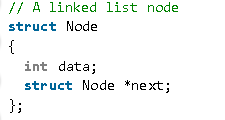 // A linked list node
struct Node
{
  int data;
  struct Node *next;
};